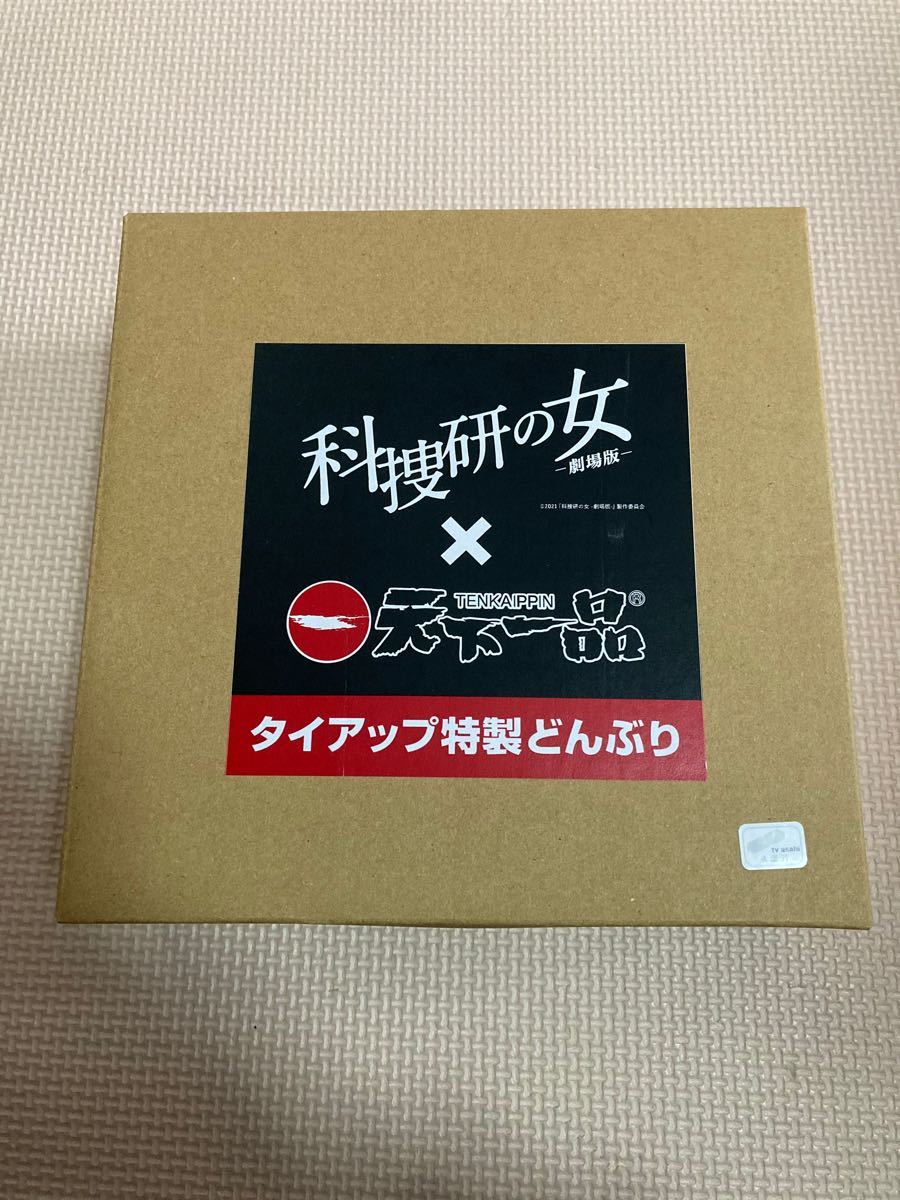 科捜研の女
-劇場版-
©2021「科捜研の女 -劇場版-」製作委員会
×
天下一品
TENKAIPPIN
®
タイアップ特製どんぶり
tv asahi